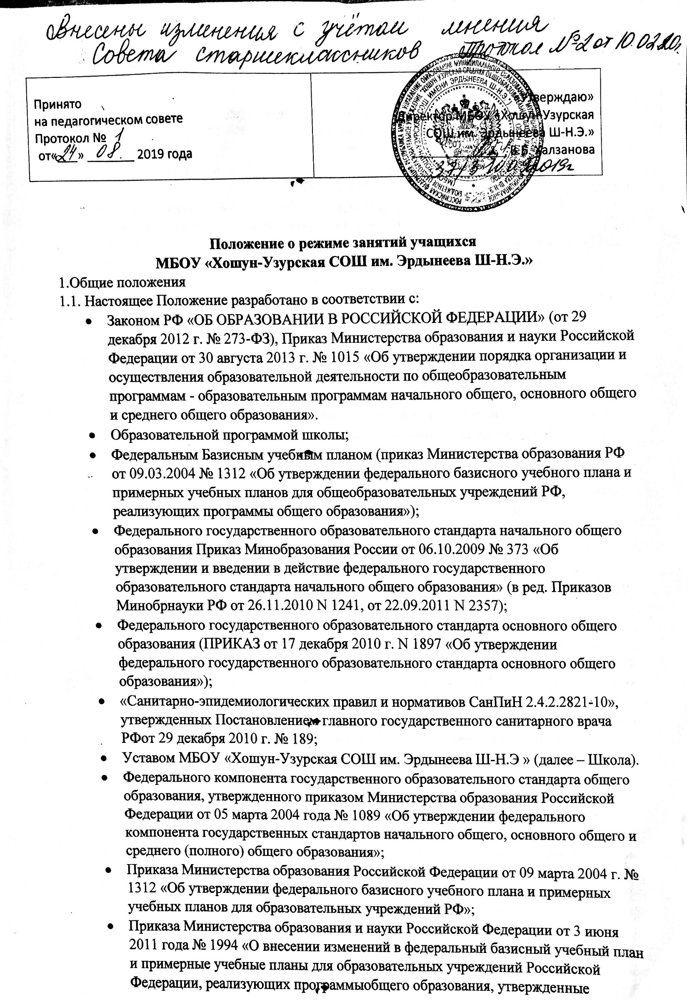 Внесены изменения с учётом мнения
Совета старшеклассников Протокол №2 от 10.02.20г.
Принято
на педагогическом совете
Протокол № 1
от«24» 08. 2019 года
«Утверждаю»
Директор МБОУ «Хошун-Узурская
СОШ им. Эрдынеева Ш-Н.Э.»
Халзанова
2019г
Положение о режиме занятий учащихся
МБОУ «Хошун-Узурская СОШ им. Эрдынеева Ш-Н.Э.»
1.Общие положения
1.1. Настоящее Положение разработано в соответствии с:
• Законом РФ «ОБ ОБРАЗОВАНИИ В РОССИЙСКОЙ ФЕДЕРАЦИИ» (от 29
декабря 2012 г. № 273-ФЗ), Приказ Министерства образования и науки Российской
Федерации от 30 августа 2013 г. № 1015 «Об утверждении порядка организации и
осуществления образовательной деятельности по общеобразовательным
программам - образовательным программам начального общего, основного общего
и среднего общего образования».
• Образовательной программой школы;
• Федеральным Базисным учебным планом (приказ Министерства образования РФ
от 09.03.2004 № 1312 «Об утверждении федерального базисного учебного плана и
примерных учебных планов для общеобразовательных учреждений РФ,
реализующих программы общего образования»);
• Федерального государственного образовательного стандарта начального общего
образования Приказ Минобразования России от 06.10.2009 № 373 «Об
утверждении и введении в действие федерального государственного
образовательного стандарта начального общего образования» (в ред. Приказов
Минобрнауки РФ от 26.11.2010 N 1241, от 22.09.2011 N 2357);
• Федерального государственного образовательного стандарта основного общего
образования (ПРИКАЗ от 17 декабря 2010 г. N 1897 «Об утверждении
федерального государственного образовательного стандарта основного общего
образования»);
• «Санитарно-эпидемиологических правил и нормативов СанПиН 2.4.2.2821-10»,
утвержденных Постановлением главного государственного санитарного врача
РФот 29 декабря 2010 г. № 189;
• Уставом МБОУ «Хошун-Узурская СОШ им. Эрдынеева Ш-Н.Э » (далее – Школа).
• Федерального компонента государственного образовательного стандарта общего
образования, утвержденного приказом Министерства образования Российской
Федерации от 05 марта 2004 года № 1089 «Об утверждении федерального
компонента государственных стандартов начального общего, основного общего и
среднего (полного) общего образования»;
• Приказа Министерства образования Российской Федерации от 09 марта 2004 г. №
1312 «Об утверждении федерального базисного учебного плана и примерных
учебных планов для образовательных учреждений РФ»;
• Приказа Министерства образования и науки Российской Федерации от 3 июня
2011 года № 1994 «О внесении изменений в федеральный базисный учебный план
и примерные учебные планы для образовательных учреждений Российской
Федерации, реализующих программыобщего образования, утвержденные